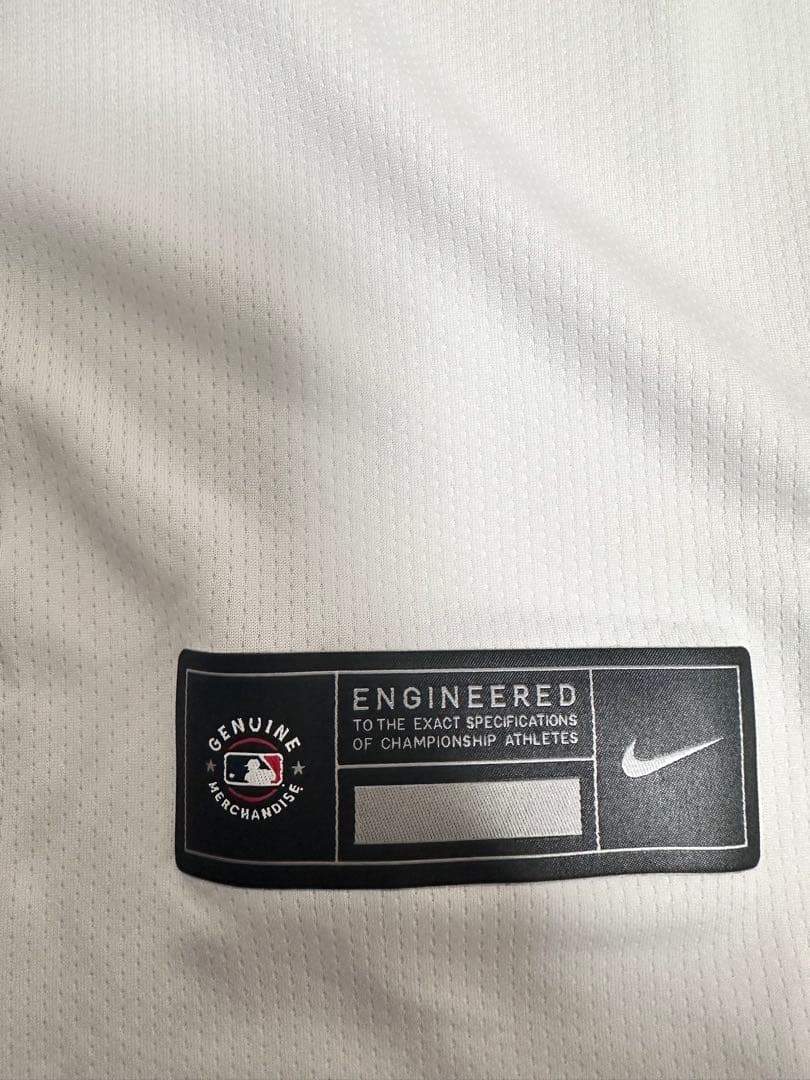 GENUINE
MERCHANDISE
ENGINEERED
TO THE EXACT SPECIFICATIONS
OF CHAMPIONSHIP ATHLETES